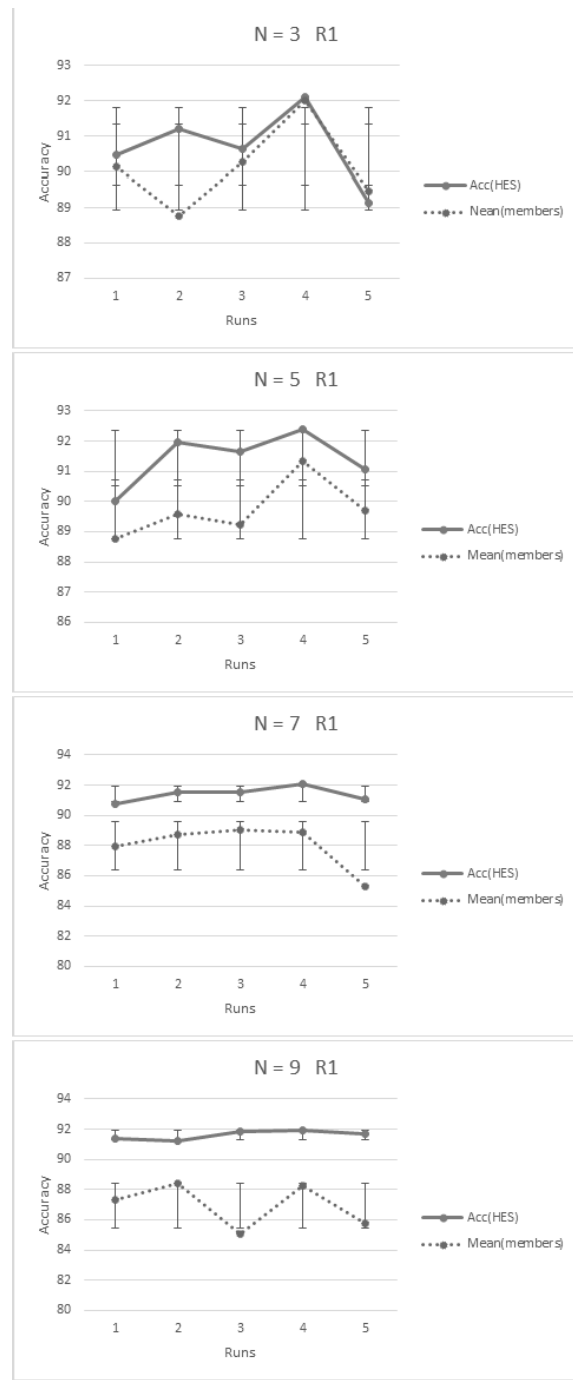 N = 3 R1
93
92
91
90
89
88
87
Accuracy
1 2 3 4 5
Runs
Acc(HES)
Nean(members)
N = 5 R1
93
92
91
90
89
88
87
86
Accuracy
1 2 3 4 5
Runs
Acc(HES)
Mean(members)
N = 7 R1
94
92
90
88
86
84
82
80
Accuracy
1 2 3 4 5
Runs
Acc(HES)
Mean(members)
N = 9 R1
94
92
90
88
86
84
82
80
Accuracy
1 2 3 4 5
Runs
Acc(HES)
Mean(members)